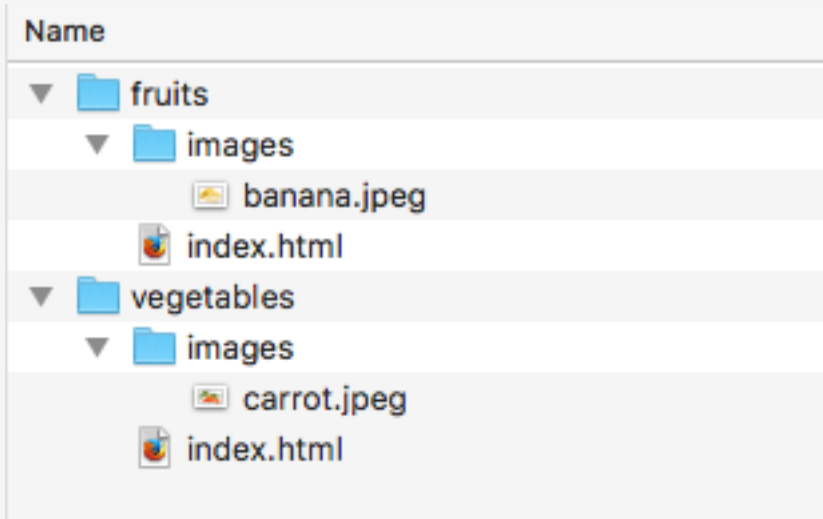 Name
fruits
images
banana.jpeg
index.html
vegetables
images
carrot.jpeg
index.html